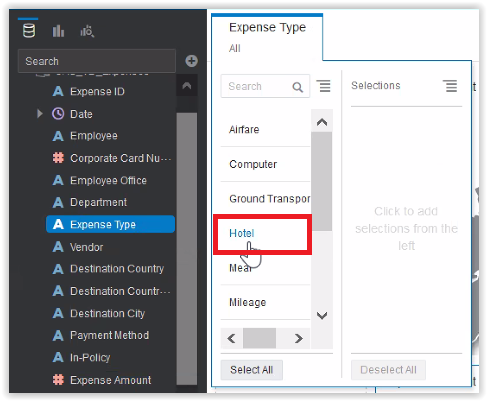 Search
Expense ID
Date
Employee
Corporate Card Nu···
Employee Office
Department
Expense Type
Vendor
Destination Country
Destination Countr···
Destination City
Payment Method
In-Policy
Expense Amount
Expense Type
All
Search
Airfare
Computer
Ground Transpor
Hotel
Meal
Mileage
Select All
Selections
Click to add
selections from the
left
Deselect All